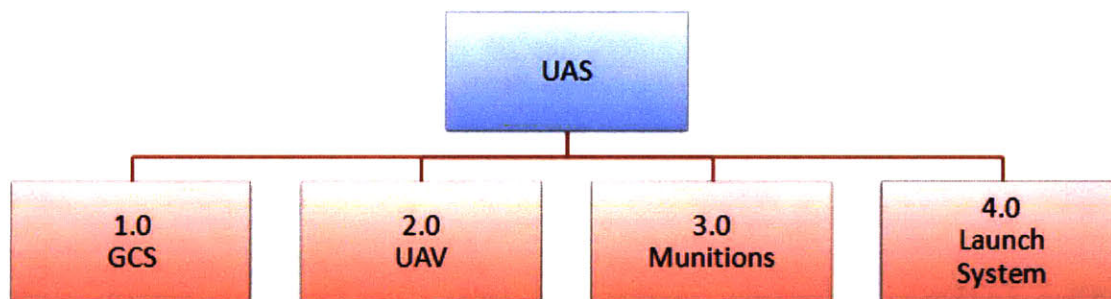 UAS
1.0
GCS
2.0
UAV
3.0
Munitions
4.0
Launch
System